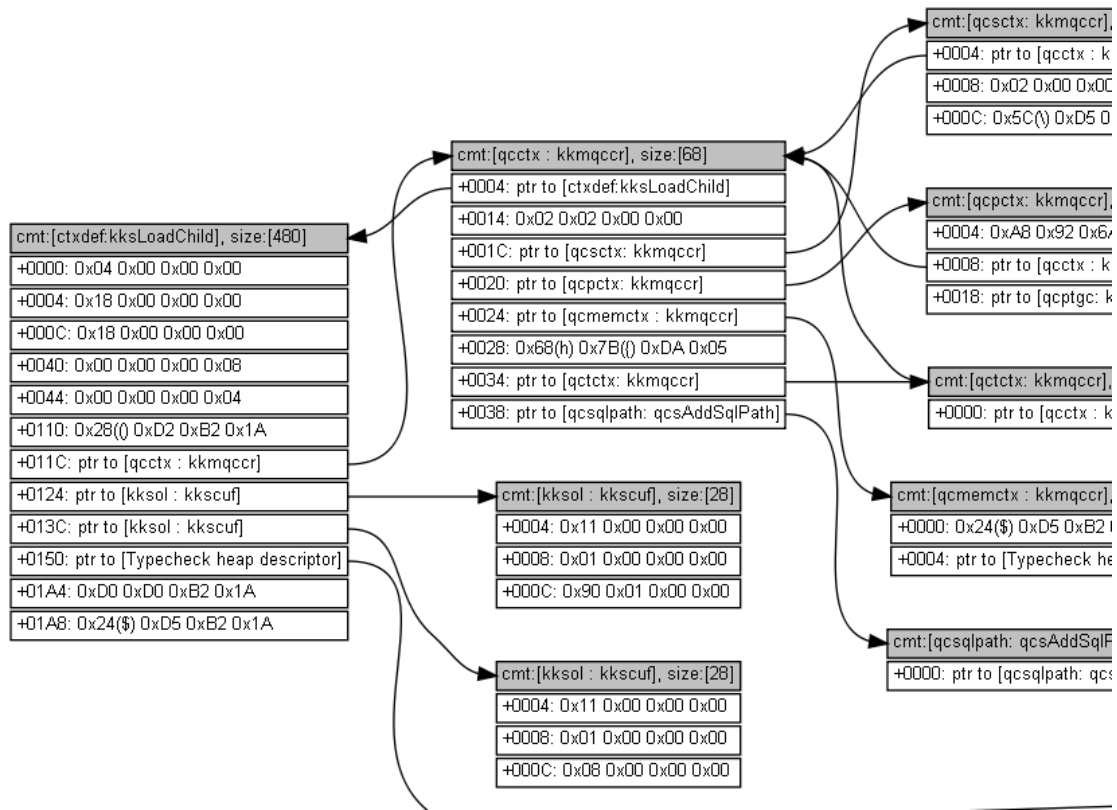 cmt:[ctxdef:kksLoadChild], size:[480]
+0000: 0x04 0x00 0x00 0x00
+0004: 0x18 0x00 0x00 0x00
+000C: 0x18 0x00 0x00 0x00
+0040: 0x00 0x00 0x00 0x08
+0044: 0x00 0x00 0x00 0x04
+0110: 0x28(() 0xD2 0xB2 0x1A
+011C: ptr to [qcctx : kkmqccr]
+0124: ptr to [kksol : kkscuf]
+013C: ptr to [kksol : kkscuf]
+0150: ptr to [Typecheck heap descriptor]
+01A4: 0xD0 0xD0 0xB2 0x1A
+01A8: 0x24($) 0xD5 0xB2 0x1A
cmt:[qcctx : kkmqccr], size:[68]
+0004: ptr to [ctxdef:kksLoadChild]
+0014: 0x02 0x02 0x00 0x00
+001C: ptr to [qcsctx: kkmqccr]
+0020: ptr to [qcpctx: kkmqccr]
+0024: ptr to [qcmemctx : kkmqccr]
+0028: 0x68(h) 0x7B({) 0xDA 0x05
+0034: ptr to [qctctx: kkmqccr]
+0038: ptr to [qcsqlpath: qcsAddSqlPath]
cmt:[kksol : kkscuf], size:[28]
+0004: 0x11 0x00 0x00 0x00
+0008: 0x01 0x00 0x00 0x00
+000C: 0x90 0x01 0x00 0x00
cmt:[kksol : kkscuf], size:[28]
+0004: 0x11 0x00 0x00 0x00
+0008: 0x01 0x00 0x00 0x00
+000C: 0x08 0x00 0x00 0x00
cmt:[qcsctx: kkmqccr],
+0004: ptr to [qcctx : k
+0008: 0x02 0x00 0x00
+000C: 0x5C(\) 0xD5 0
cmt:[qcpctx: kkmqccr],
+0004: 0xA8 0x92 0x6A
+0008: ptr to [qcctx : k
+0018: ptr to [qcptgc: k
cmt:[qctctx: kkmqccr],
+0000: ptr to [qcctx : k
cmt:[qcmemctx : kkmqccr],
+0000: 0x24($) 0xD5 0xB2
+0004: ptr to [Typecheck he
cmt:[qcsqlpath: qcsAddSqlP
+0000: ptr to [qcsqlpath: qcs